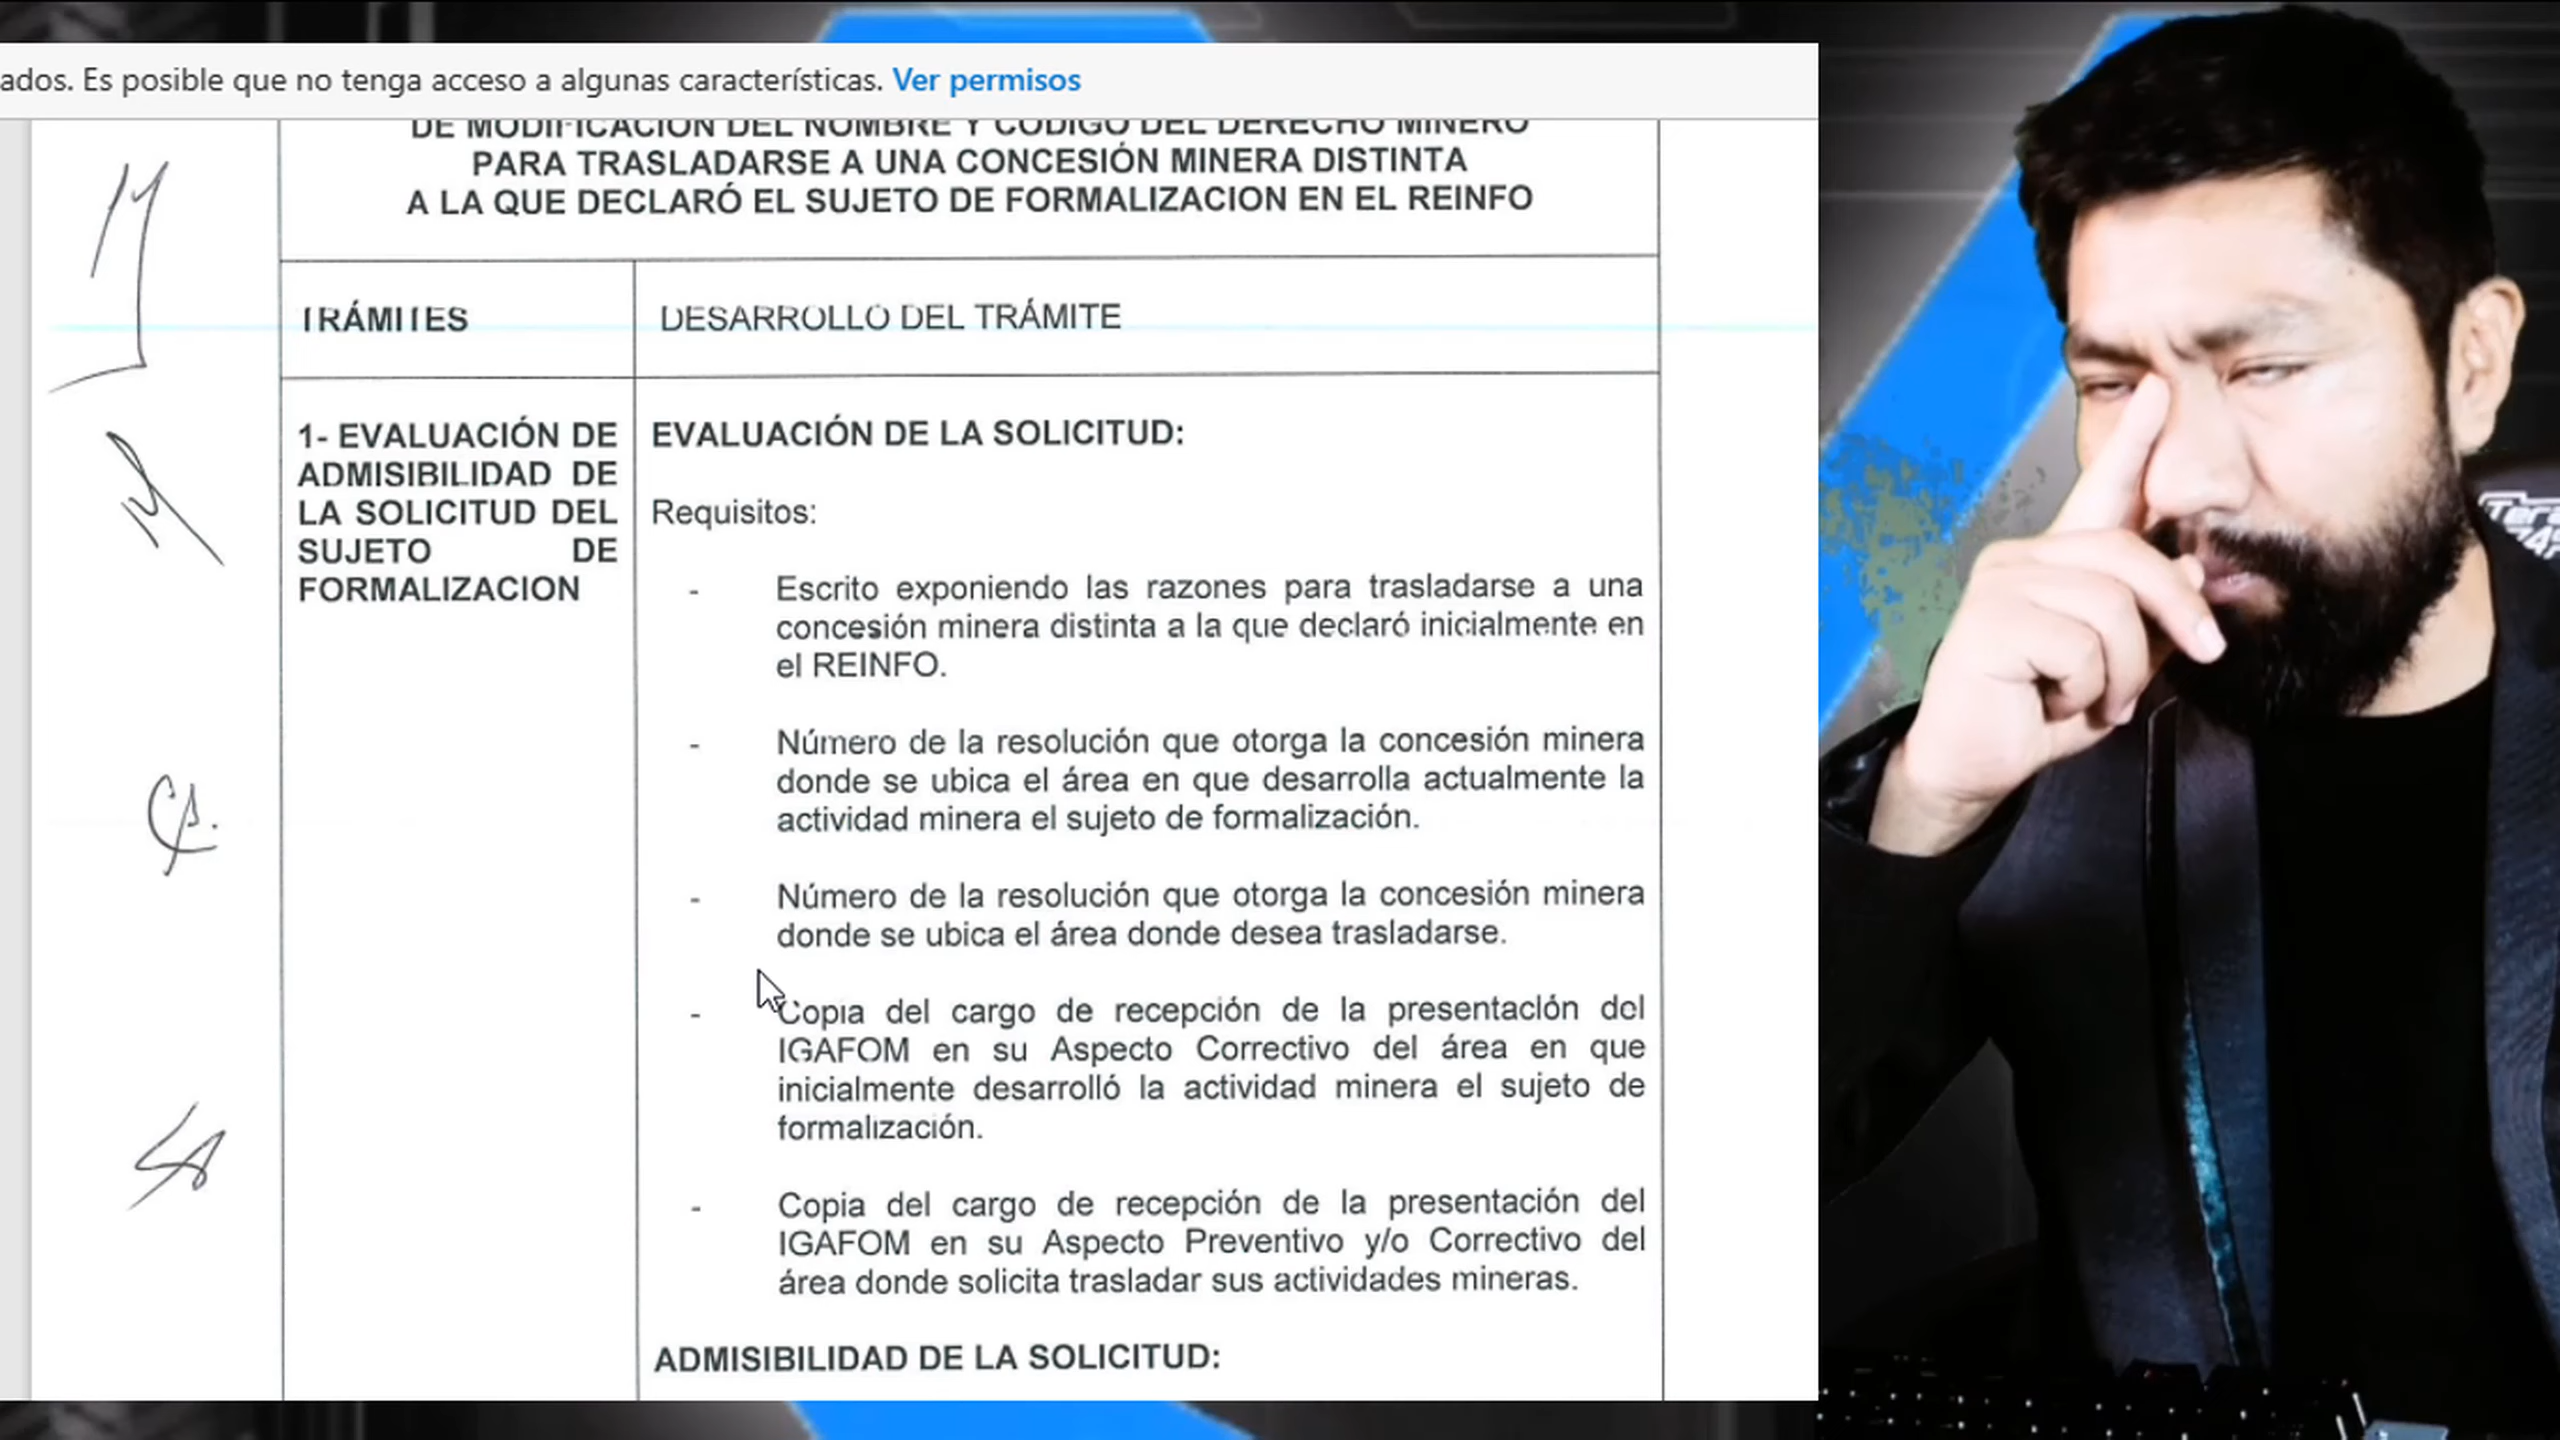 ados. Es posible que no tenga acceso a algunas características. Ver permisos
DE MODIFICACIÓN DEL NOMBRE Y CÓDIGO DEL DERECHO MINERO
PARA TRASLADARSE A UNA CONCESIÓN MINERA DISTINTA
A LA QUE DECLARÓ EL SUJETO DE FORMALIZACION EN EL REINFO
TRÁMITES
DESARROLLO DEL TRÁMITE
1- EVALUACIÓN DE
ADMISIBILIDAD DE
LA SOLICITUD DEL
SUJETO DE
FORMALIZACION
EVALUACIÓN DE LA SOLICITUD:
Requisitos:
- Escrito exponiendo las razones para trasladarse a una
concesión minera distinta a la que declaró inicialmente en
el REINFO.
- Número de la resolución que otorga la concesión minera
donde se ubica el área en que desarrolla actualmente la
actividad minera el sujeto de formalización.
- Número de la resolución que otorga la concesión minera
donde se ubica el área donde desea trasladarse.
- Copia del cargo de recepción de la presentación del
IGAFOM en su Aspecto Correctivo del área en que
inicialmente desarrolló la actividad minera el sujeto de
formalización.
- Copia del cargo de recepción de la presentación del
IGAFOM en su Aspecto Preventivo y/o Correctivo del
área donde solicita trasladar sus actividades mineras.
ADMISIBILIDAD DE LA SOLICITUD: